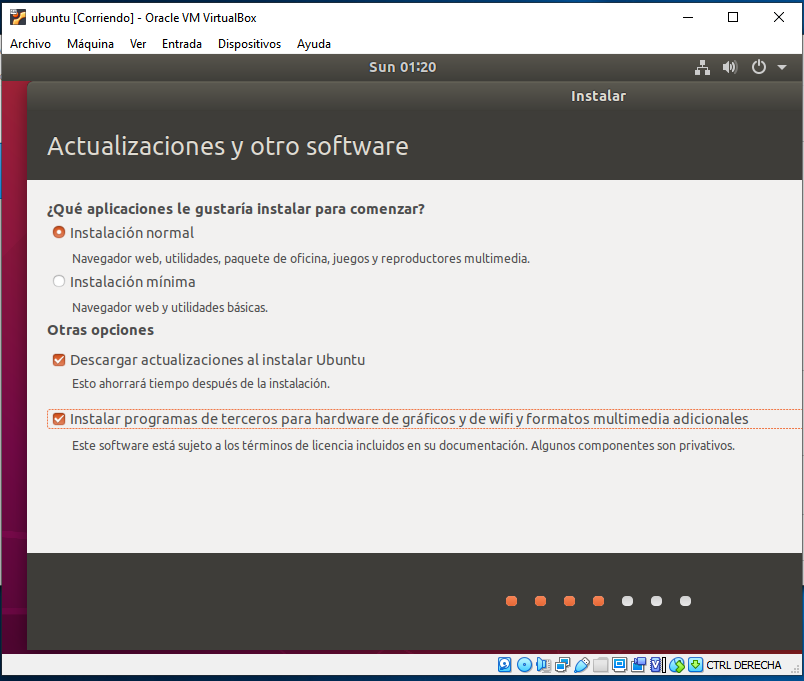 ubuntu [Corriendo] - Oracle VM VirtualBox
Archivo Máquina Ver Entrada Dispositivos Ayuda
Sun 01:20
Instalar
Actualizaciones y otro software
¿Qué aplicaciones le gustaría instalar para comenzar?
Instalación normal
Navegador web, utilidades, paquete de oficina, juegos y reproductores multimedia.
Instalación mínima
Navegador web y utilidades básicas.
Otras opciones
Descargar actualizaciones al instalar Ubuntu
Esto ahorrará tiempo después de la instalación.
Instalar programas de terceros para hardware de gráficos y de wifi y formatos multimedia adicionales
Este software está sujeto a los términos de licencia incluidos en su documentación. Algunos componentes son privativos.
CTRL DERECHA